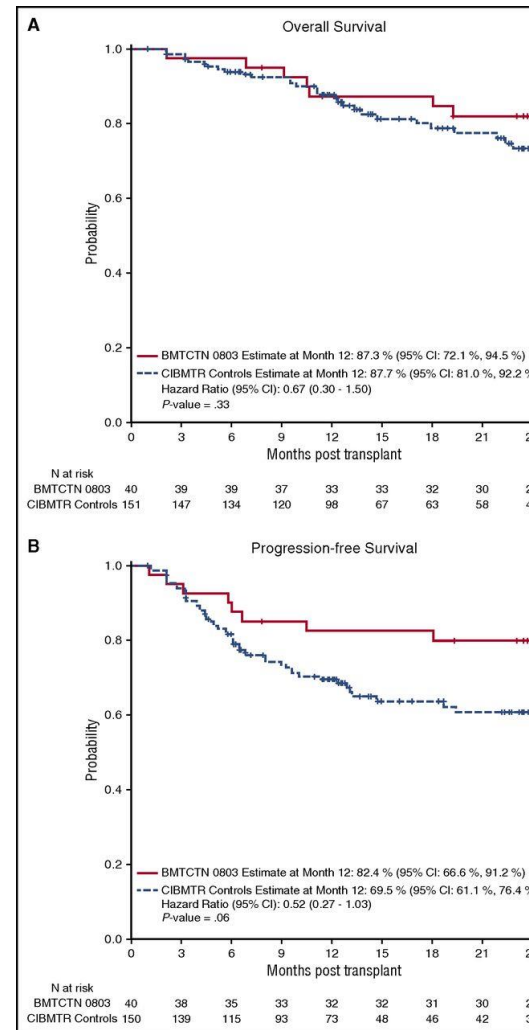 A
Overall Survival
1.0
0.8
0.6
0.4
0.2
0.0
Probability
BMTCTN 0803 Estimate at Month 12: 87.3 % (95% CI: 72.1 %, 94.5 %)
CIBMTR Controls Estimate at Month 12: 87.7 % (95% CI: 81.0 %, 92.2 %
Hazard Ratio (95% CI): 0.67 (0.30 - 1.50)
P-value = .33
0 3 6 9 12 15 18 21 2
Months post transplant
N at risk
BMTCTN 0803 40 39 39 37 33 33 32 30 2
CIBMTR Controls 151 147 134 120 98 67 63 58 4
B
Progression-free Survival
1.0
0.8
0.6
0.4
0.2
0.0
Probability
BMTCTN 0803 Estimate at Month 12: 82.4 % (95% CI: 66.6 %, 91.2 %)
CIBMTR Controls Estimate at Month 12: 69.5 % (95% CI: 61.1 %, 76.4 %
Hazard Ratio (95% CI): 0.52 (0.27 - 1.03)
P-value = .06
0 3 6 9 12 15 18 21 2
Months post transplant
N at risk
BMTCTN 0803 40 38 35 33 32 32 31 30 2
CIBMTR Controls 150 139 115 93 73 48 46 42 3